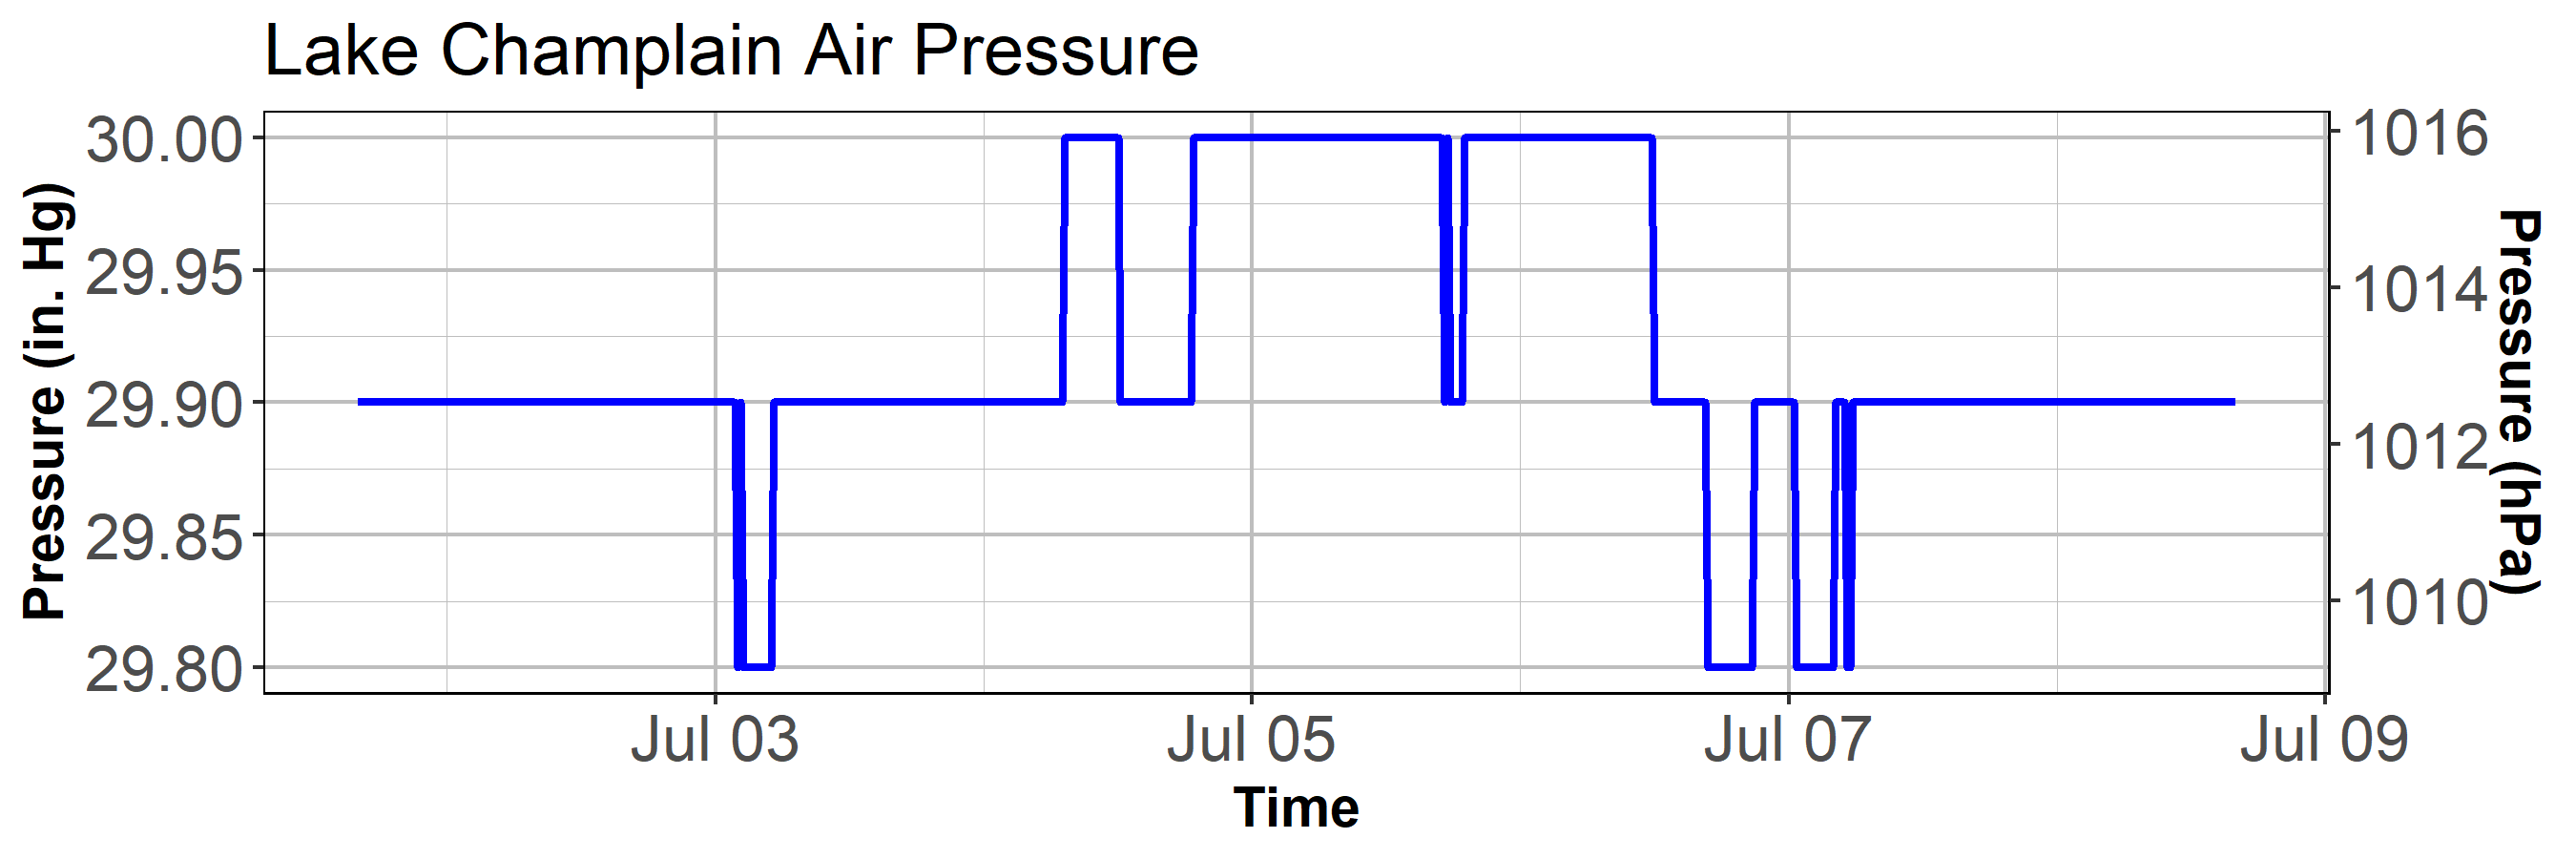 Lake Champlain Air Pressure
Pressure (in. Hg)
30.00
29.95
29.90
29.85
29.80
1016
1014
1012
1010
Pressure (hPa)
Jul 03
Jul 05
Jul 07
Jul 09
Time